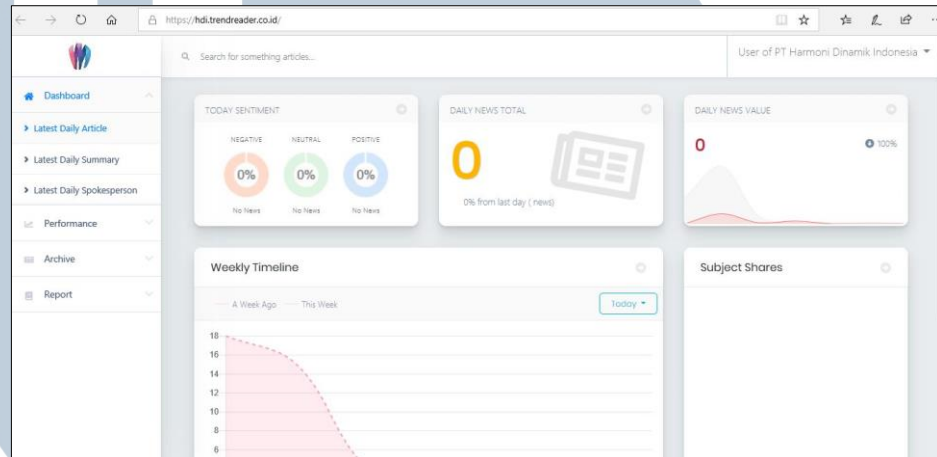 https://hdi.trendreader.co.id/
Search for something articles...
User of PT Harmoni Dinamik Indonesia
Dashboard
Latest Daily Article
Latest Daily Summary
Latest Daily Spokesperson
Performance
Archive
Report
TODAY SENTIMENT
NEGATIVE NEUTRAL POSITIVE
0% 0% 0%
No News No News No News
DAILY NEWS TOTAL
0
0% from last day ( news)
DAILY NEWS VALUE
0 100%
Weekly Timeline
A Week Ago This Week
Today
18
16
14
12
10
8
6
Subject Shares